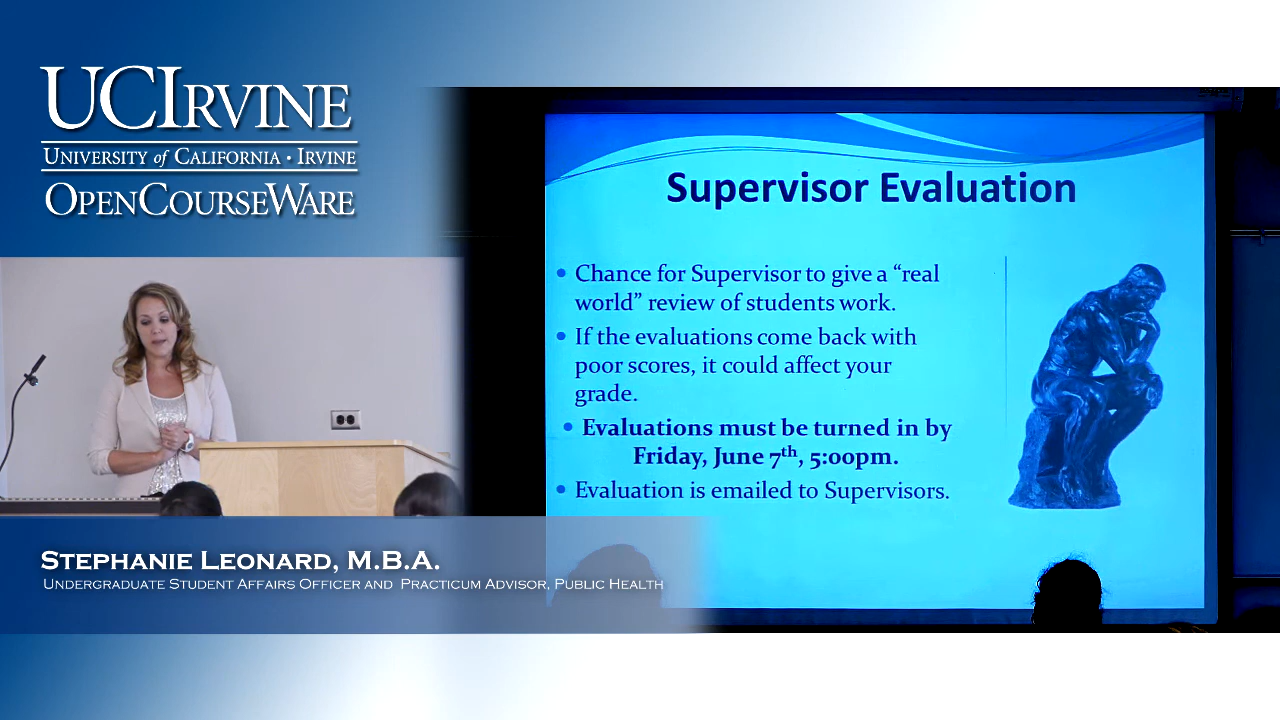 UCIRVINE
UNIVERSITY of CALIFORNIA · IRVINE
OPENCOURSEWARE
Supervisor Evaluation
• Chance for Supervisor to give a “real
world” review of students work.
• If the evaluations come back with
poor scores, it could affect your
grade.
• Evaluations must be turned in by
Friday, June 7th, 5:00pm.
• Evaluation is emailed to Supervisors.
STEPHANIE LEONARD, M.B.A.
UNDERGRADUATE STUDENT AFFAIRS OFFICER AND PRACTICUM ADVISOR, PUBLIC HEALTH